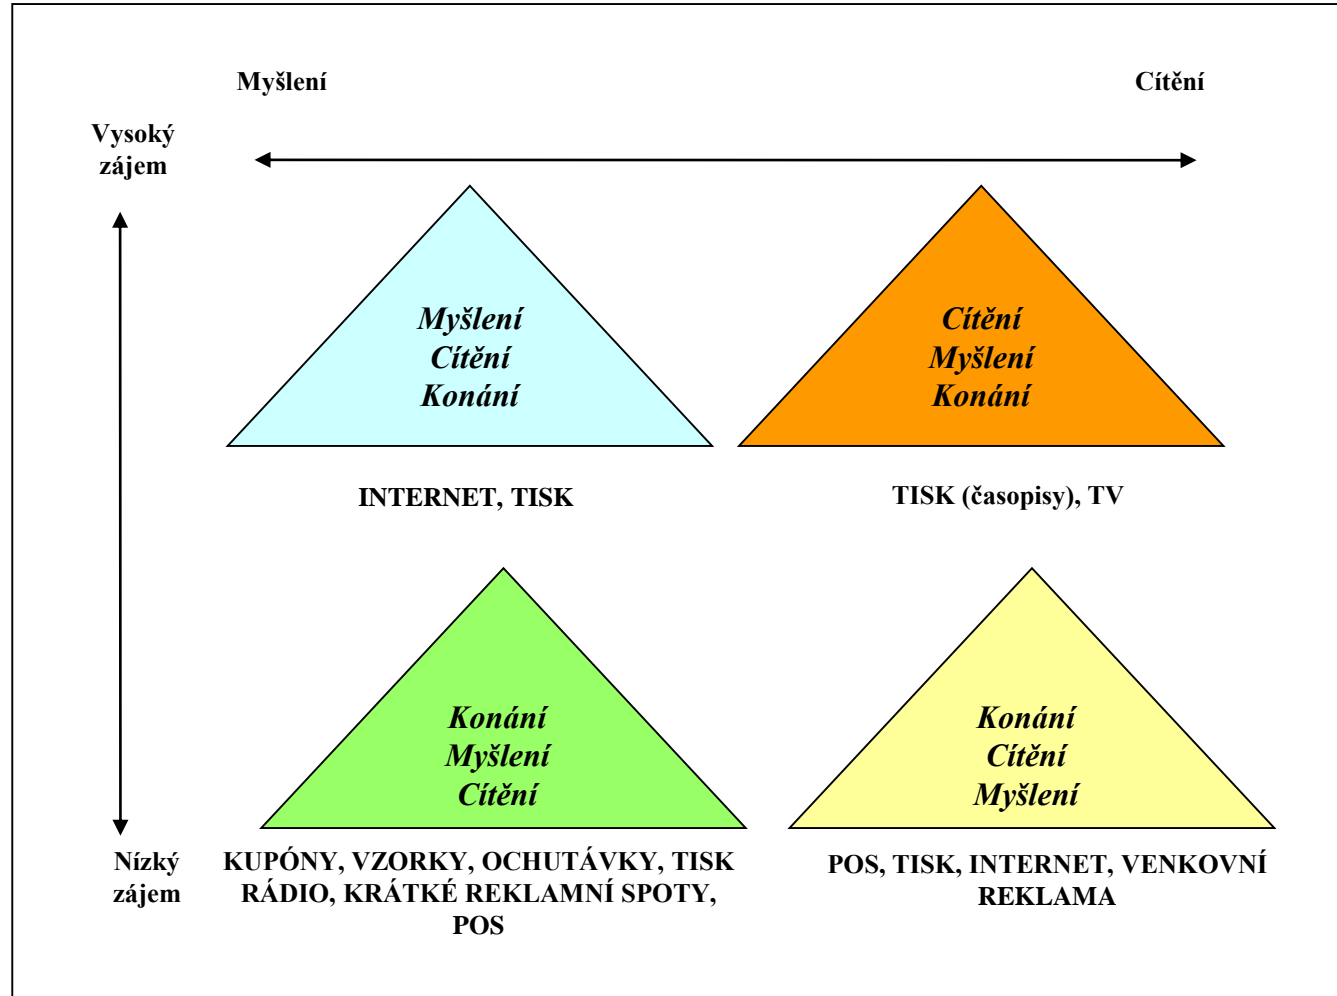 Myšlení
Cítění
Vysoký
zájem
Myšlení
Cítění
Konání
Cítění
Myšlení
Konání
INTERNET, TISK
TISK (časopisy), TV
Konání
Myšlení
Cítění
Konání
Cítění
Myšlení
Nízký
zájem
KUPÓNY, VZORKY, OCHUTÁVKY, TISK
RÁDIO, KRÁTKÉ REKLAMNÍ SPOTY,
POS
POS, TISK, INTERNET, VENKOVNÍ
REKLAMA